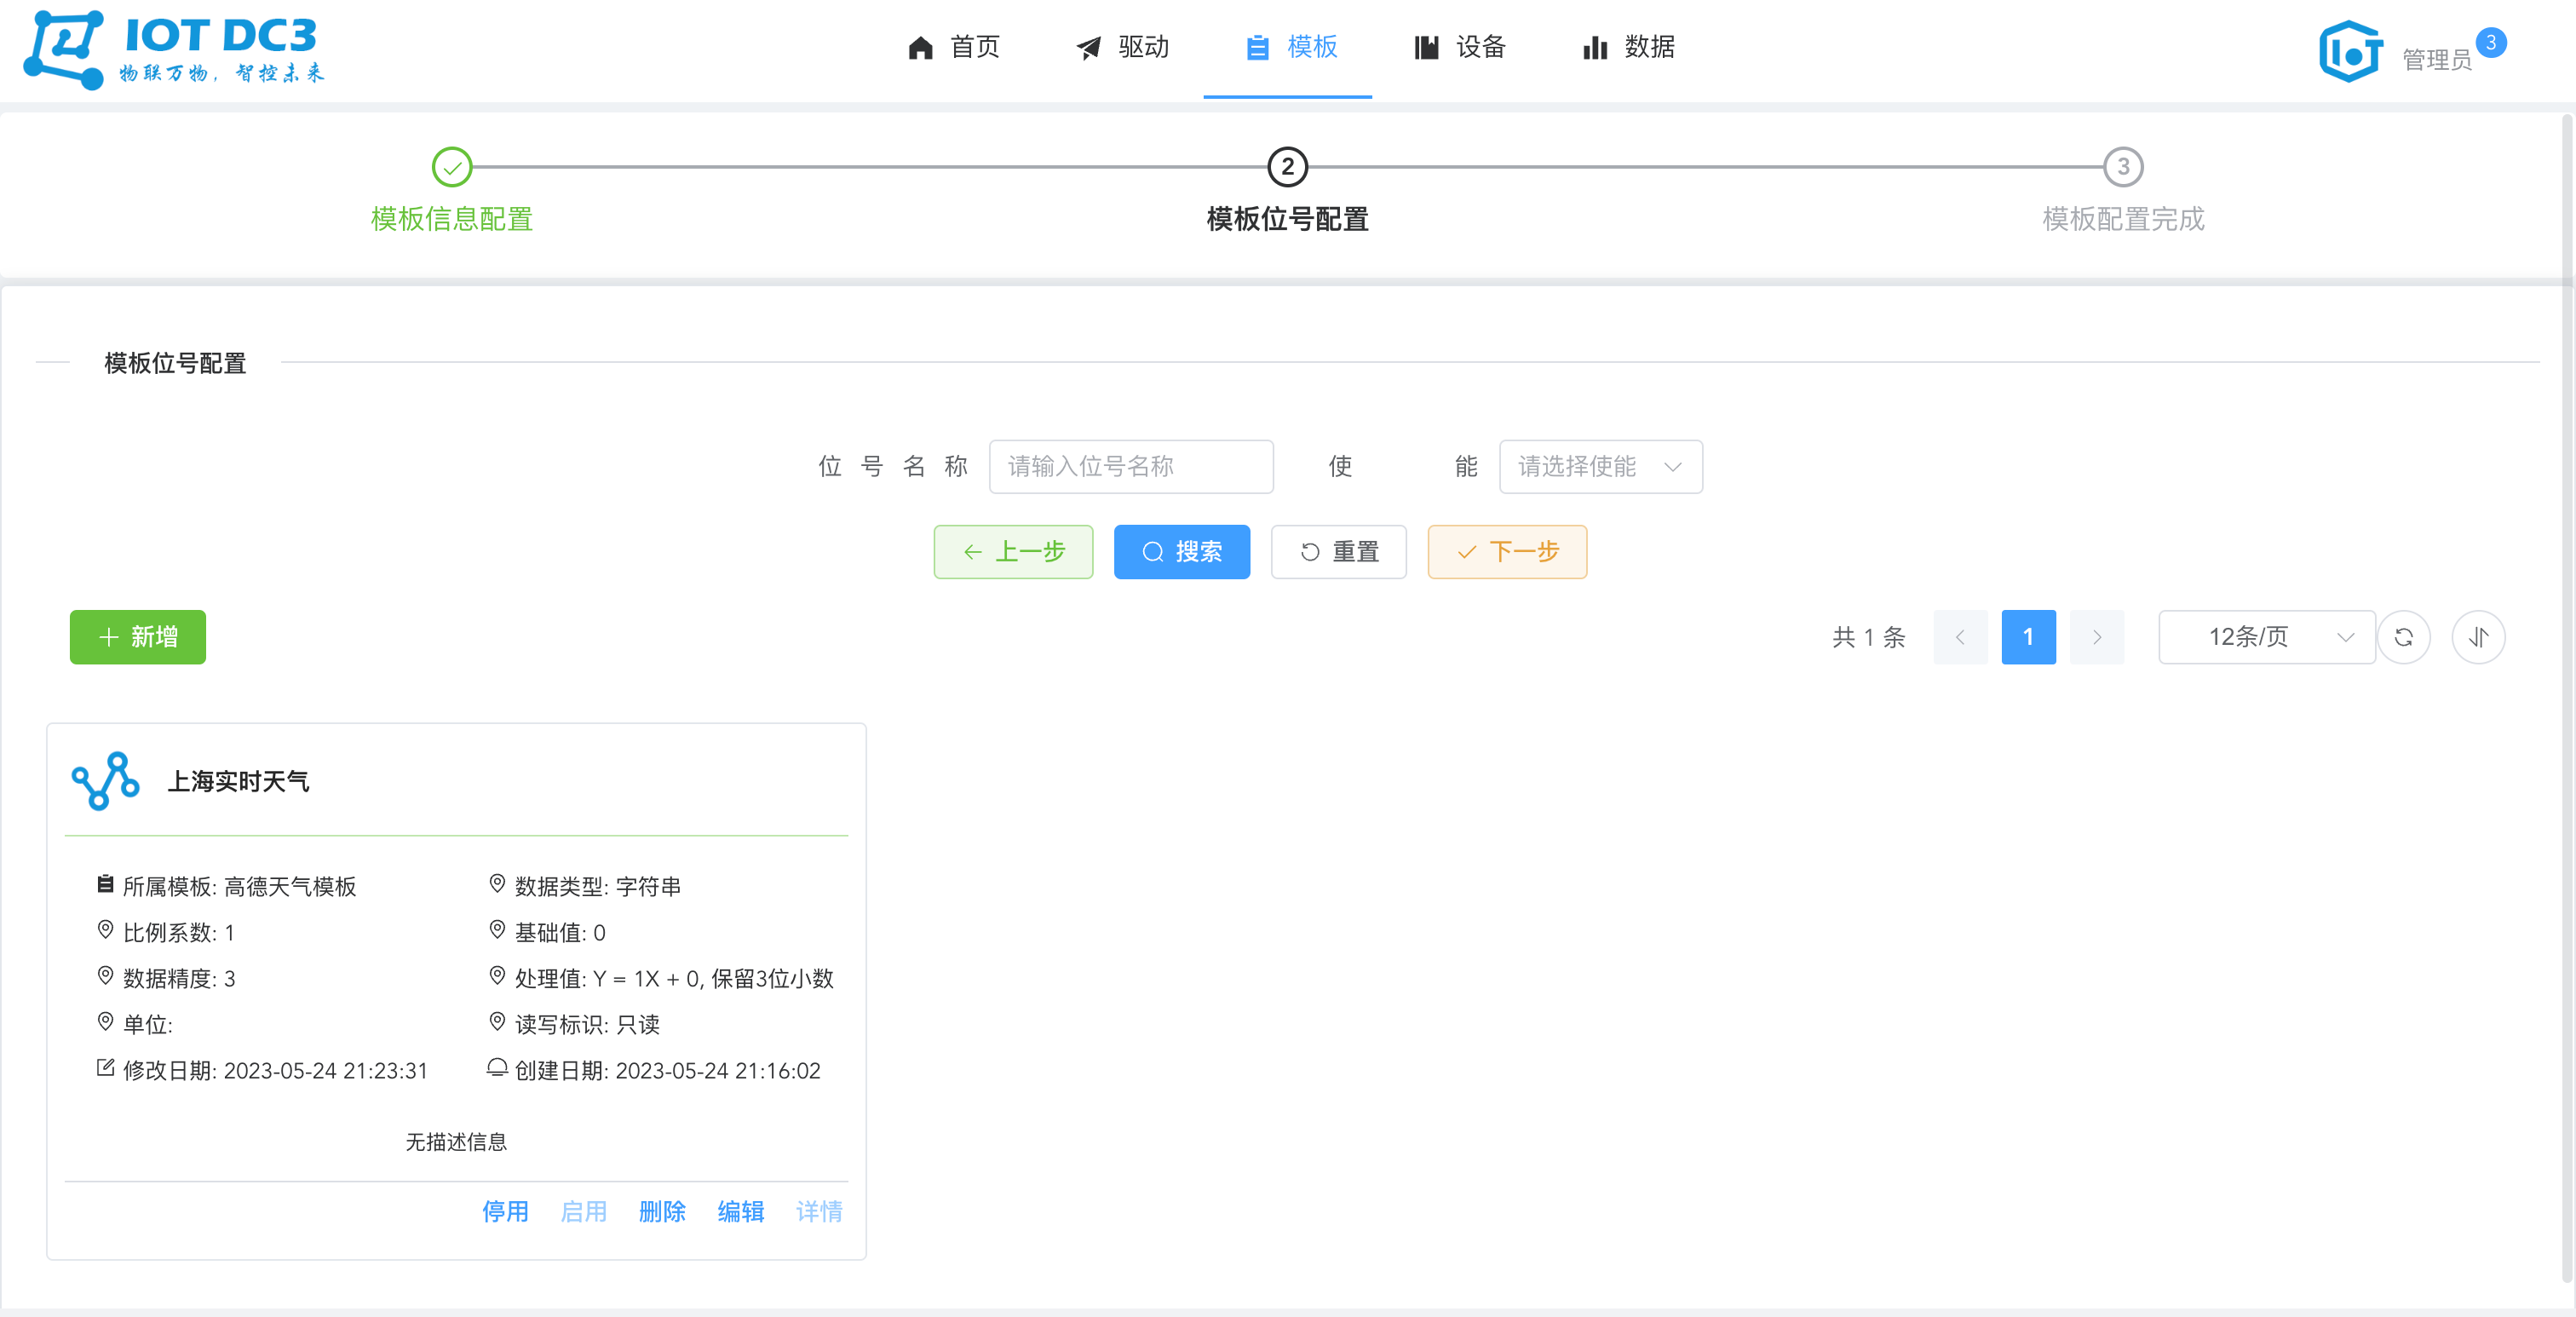 IOT DC3
物联万物，智控未来
首页 驱动 模板 设备 数据
管理员 3
2 3
模板信息配置 模板位号配置 模板配置完成
模板位号配置
位号名称 请输入位号名称 使能 请选择使能
上一步 搜索 重置 下一步
新增 共 1 条 1 12条/页
上海实时天气
所属模板: 高德天气模板 数据类型: 字符串
比例系数: 1 基础值: 0
数据精度: 3 处理值: Y = 1X + 0, 保留3位小数
单位: 读写标识: 只读
修改日期: 2023-05-24 21:23:31 创建日期: 2023-05-24 21:16:02
无描述信息
停用 启用 删除 编辑 详情